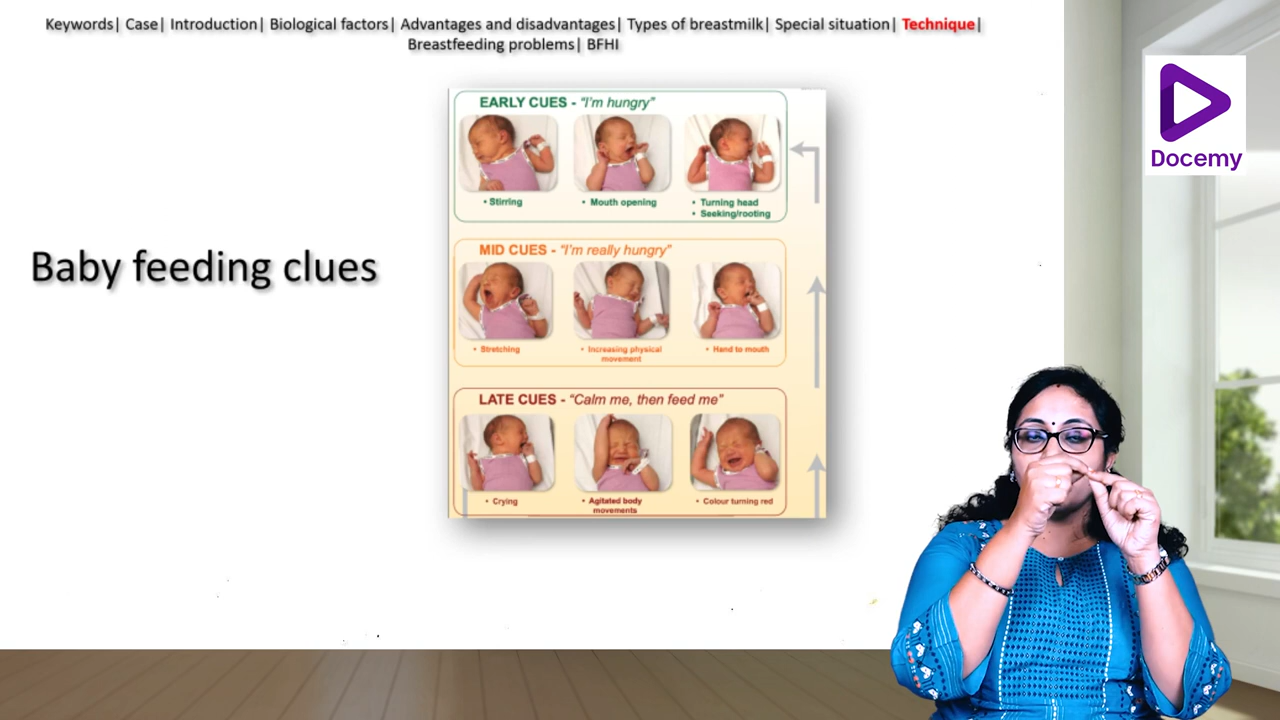 Keywords| Case| Introduction| Biological factors| Advantages and disadvantages| Types of breastmilk| Special situation| Technique|
Breastfeeding problems| BFHI
Docemy
Baby feeding clues
EARLY CUES - "I'm hungry"
• Stirring
• Mouth opening
• Turning head
• Seeking/rooting
MID CUES - "I'm really hungry"
• Stretching
• Increasing physical
movement
• Hand to mouth
LATE CUES - "Calm me, then feed me"
• Crying
• Agitated body
movements
• Colour turning red